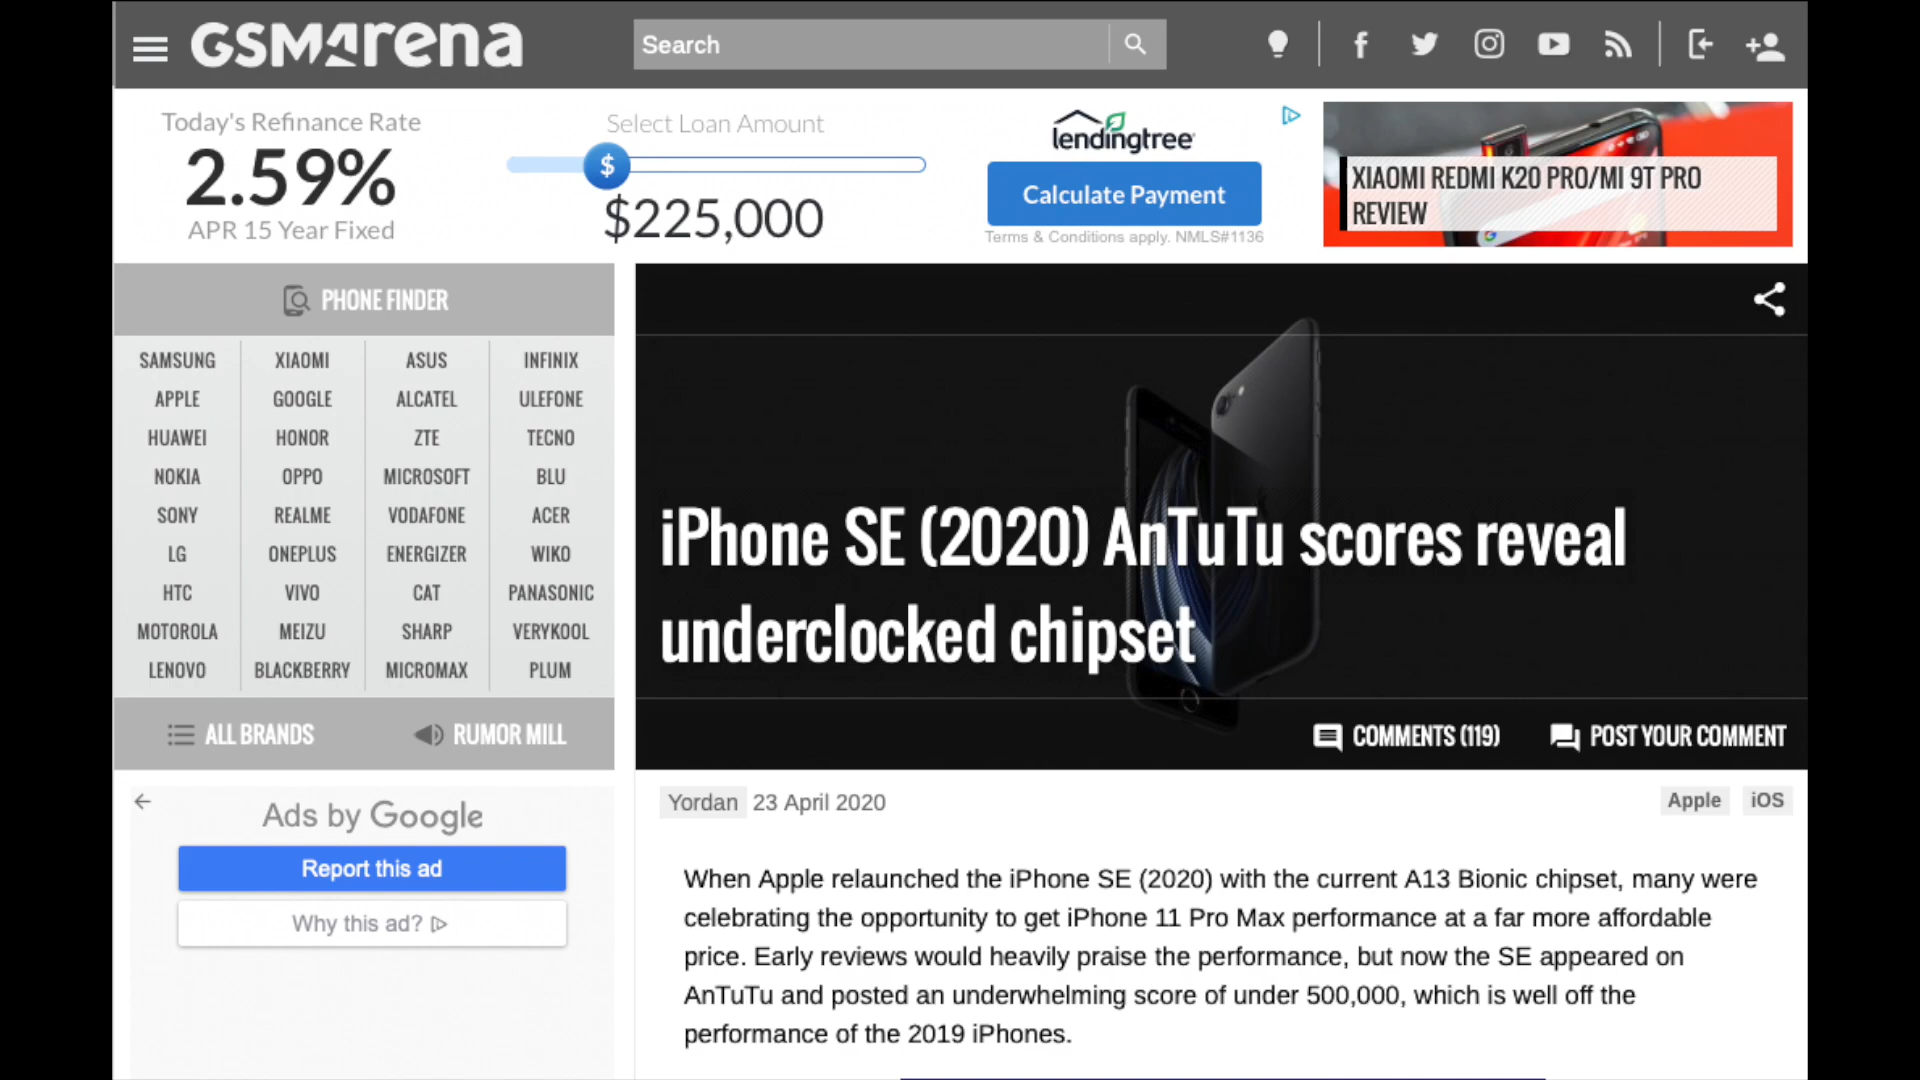 GSMArena
Search
Today's Refinance Rate
2.59%
APR 15 Year Fixed
Select Loan Amount
$
$225,000
lendingtree
Calculate Payment
Terms & Conditions apply. NMLS#1136
XIAOMI REDMI K20 PRO/MI 9T PRO
REVIEW
PHONE FINDER
SAMSUNG XIAOMI ASUS INFINIX
APPLE GOOGLE ALCATEL ULEFONE
HUAWEI HONOR ZTE TECNO
NOKIA OPPO MICROSOFT BLU
SONY REALME VODAFONE ACER
LG ONEPLUS ENERGIZER WIKO
HTC VIVO CAT PANASONIC
MOTOROLA MEIZU SHARP VERYKOOL
LENOVO BLACKBERRY MICROMAX PLUM
ALL BRANDS RUMOR MILL
Ads by Google
Report this ad
Why this ad?
iPhone SE (2020) AnTuTu scores reveal
underclocked chipset
COMMENTS (119) POST YOUR COMMENT
Yordan 23 April 2020 Apple iOS
When Apple relaunched the iPhone SE (2020) with the current A13 Bionic chipset, many were
celebrating the opportunity to get iPhone 11 Pro Max performance at a far more affordable
price. Early reviews would heavily praise the performance, but now the SE appeared on
AnTuTu and posted an underwhelming score of under 500,000, which is well off the
performance of the 2019 iPhones.